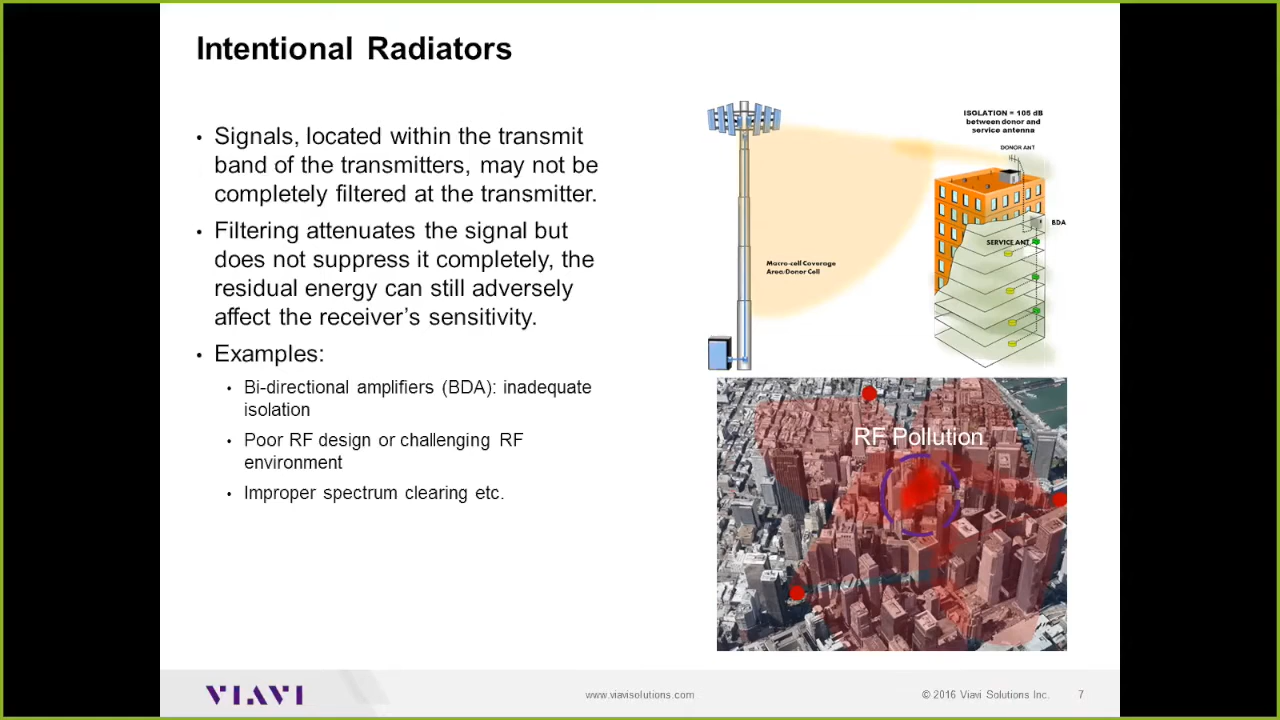 Intentional Radiators
• Signals, located within the transmit
band of the transmitters, may not be
completely filtered at the transmitter.
• Filtering attenuates the signal but
does not suppress it completely, the
residual energy can still adversely
affect the receiver's sensitivity.
• Examples:
• Bi-directional amplifiers (BDA): inadequate
isolation
• Poor RF design or challenging RF
environment
• Improper spectrum clearing etc.
ISOLATION = 105 dB
between donor and
service antenna
DONOR ANT
BDA
SERVICE ANT
Macro-cell Coverage
Area:Donor Cell
RF Pollution
VIAVI
www.viavisolutions.com
© 2016 Viavi Solutions Inc.
7